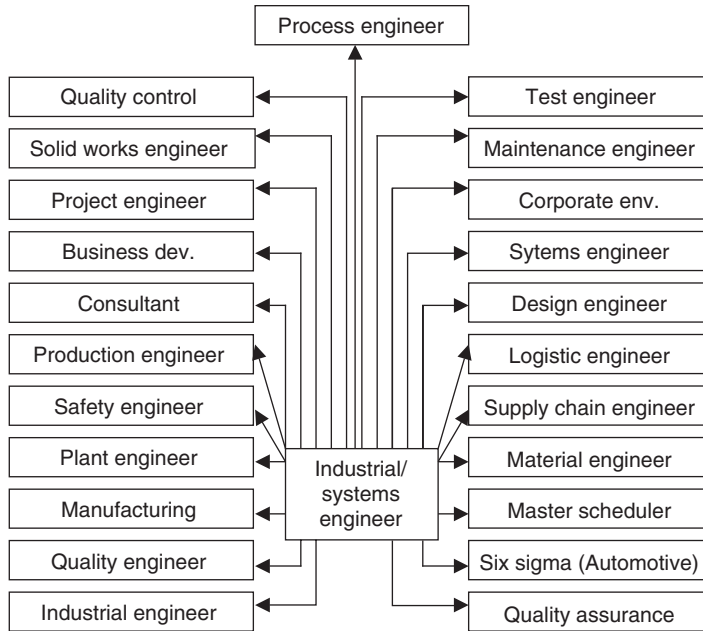 Process engineer
Quality control
Test engineer
Solid works engineer
Maintenance engineer
Project engineer
Corporate env.
Business dev.
Sytems engineer
Consultant
Design engineer
Production engineer
Logistic engineer
Safety engineer
Supply chain engineer
Plant engineer
Industrial/
systems
engineer
Material engineer
Manufacturing
Master scheduler
Quality engineer
Six sigma (Automotive)
Industrial engineer
Quality assurance